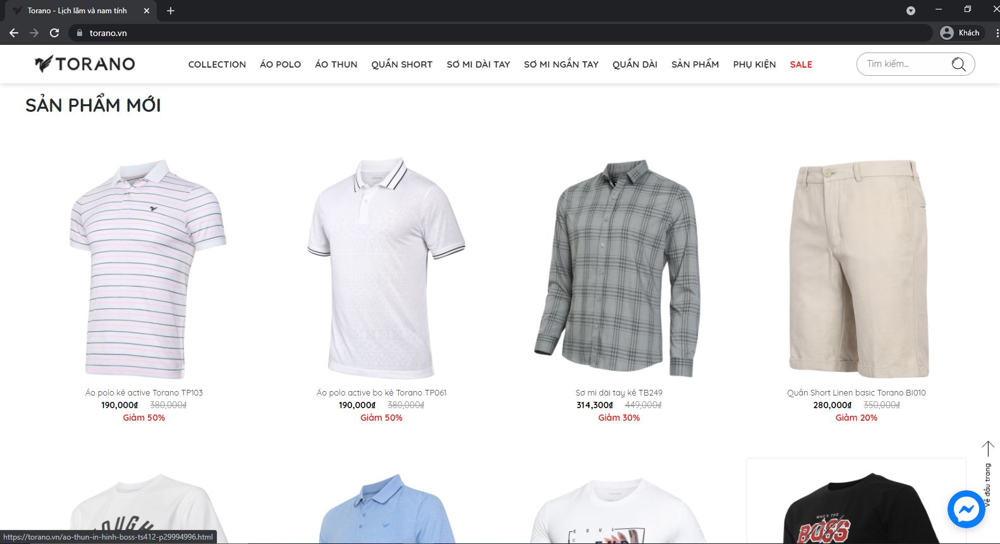 Torano - Lịch lãm và nam tính
torano.vn
Khách
TORANO
COLLECTION ÁO POLO ÁO THUN QUẦN SHORT SƠ MI DÀI TAY SƠ MI NGẮN TAY QUẦN DÀI SẢN PHẨM PHỤ KIỆN SALE
Tìm kiếm...
SẢN PHẨM MỚI
Áo polo kẻ active Torano TP103
190,000₫ 380,000₫
Giảm 50%
Áo polo active bo kẻ Torano TP061
190,000₫ 380,000₫
Giảm 50%
Sơ mi dài tay kẻ TB249
314,300₫ 449,000₫
Giảm 30%
Quần Short Linen basic Torano BI010
280,000₫ 350,000₫
Giảm 20%
Về đầu trang
SOUL
WHO'S THE
BOSS
https://torano.vn/ao-thun-in-hinh-boss-ts412-p29994996.html